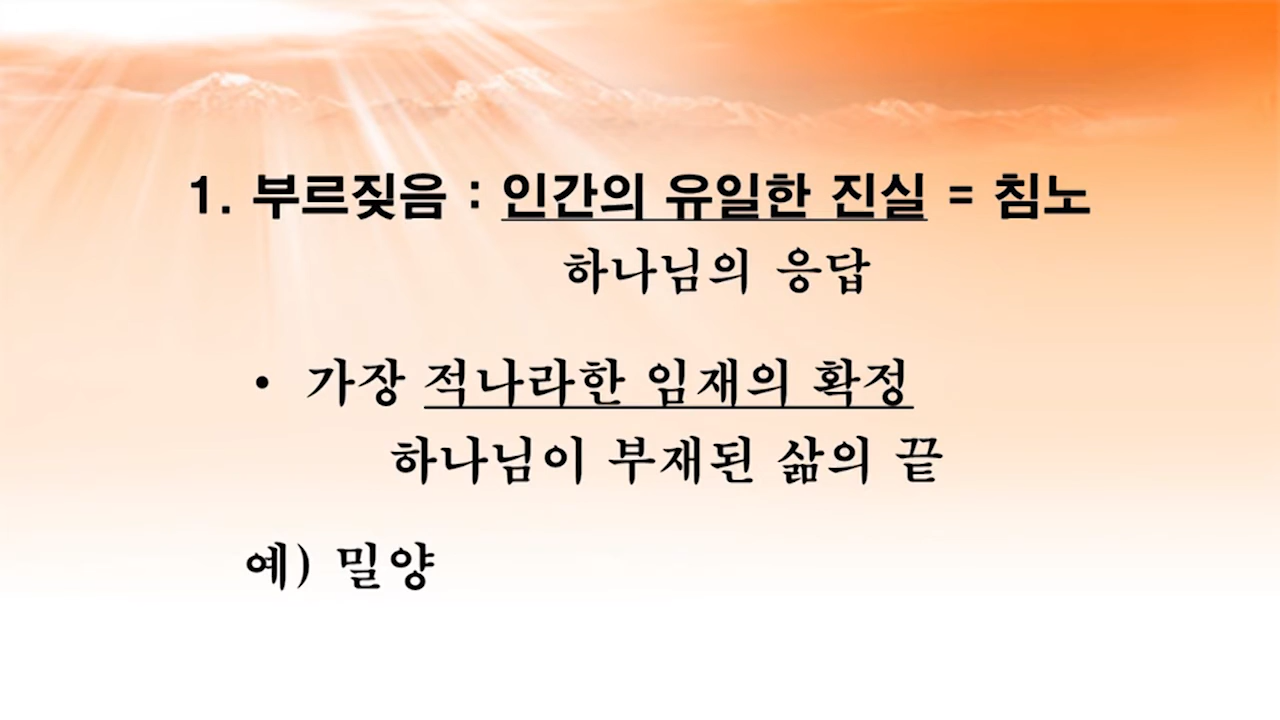 1. 부르짖음 : 인간의 유일한 진실 = 침노
하나님의 응답
• 가장 적나라한 임재의 확정
하나님이 부재된 삶의 끝
예) 밀양